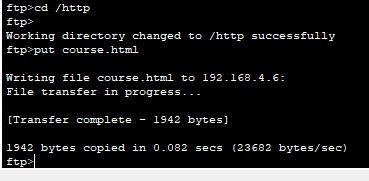 ftp>cd /http
ftp>
Working directory changed to /http successfully
ftp>put course.html
Writing file course.html to 192.168.4.6:
File transfer in progress...
[Transfer complete - 1942 bytes]
1942 bytes copied in 0.082 secs (23682 bytes/sec)
ftp>